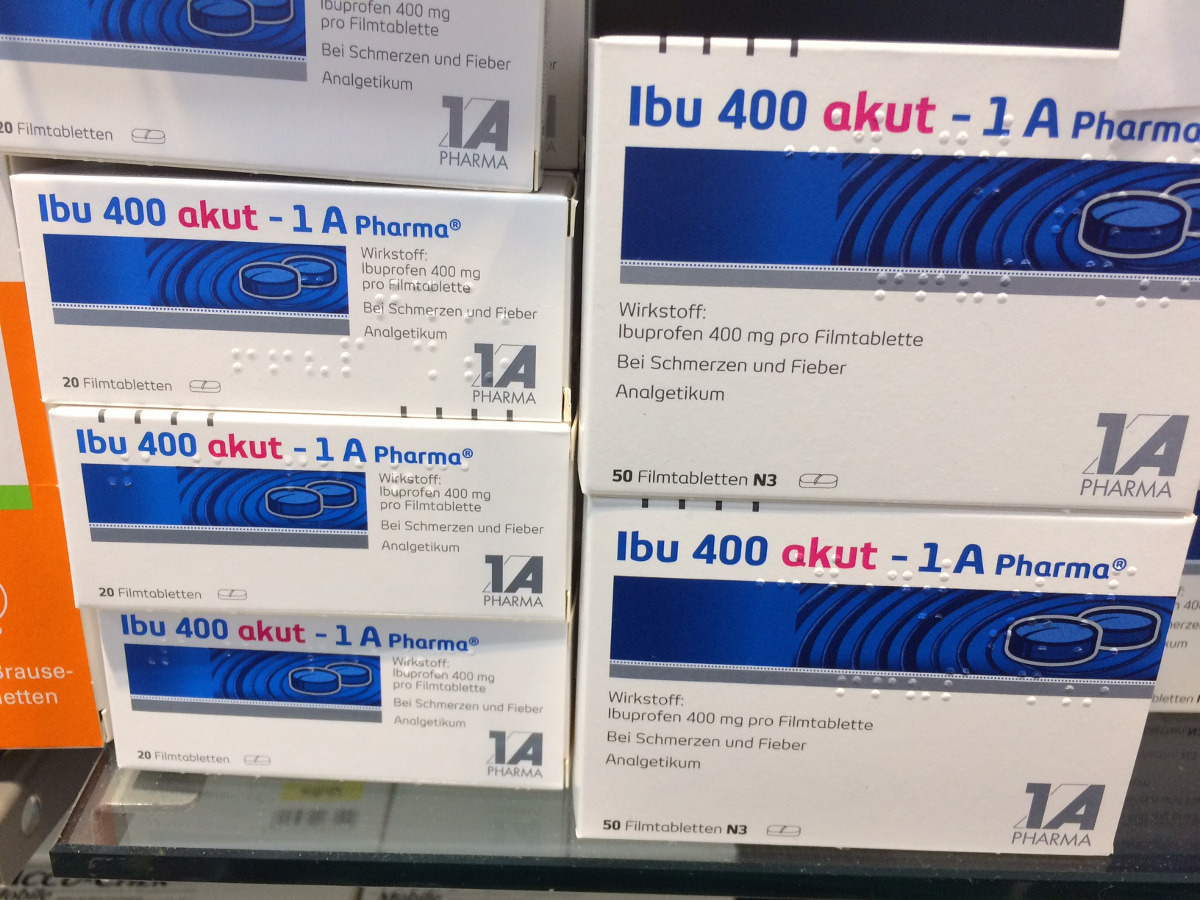 Ibuprofen 400 mg
pro Filmtablette
Bei Schmerzen und Fieber
Analgetikum
20 Filmtabletten
1A
PHARMA
Ibu 400 akut - 1 A Pharma®
Wirkstoff:
Ibuprofen 400 mg
pro Filmtablette
Bei Schmerzen und Fieber
Analgetikum
20 Filmtabletten
1A
PHARMA
Ibu 400 akut - 1 A Pharma®
Wirkstoff:
Ibuprofen 400 mg
pro Filmtablette
Bei Schmerzen und Fieber
Analgetikum
20 Filmtabletten
1A
PHARMA
Ibu 400 akut - 1 A Pharma®
Wirkstoff:
Ibuprofen 400 mg
pro Filmtablette
Bei Schmerzen und Fieber
Analgetikum
20 Filmtabletten
1A
PHARMA
Ibu 400 akut - 1 A Pharma
Wirkstoff:
Ibuprofen 400 mg pro Filmtablette
Bei Schmerzen und Fieber
Analgetikum
50 Filmtabletten N3
1A
PHARMA
Ibu 400 akut - 1 A Pharma®
Wirkstoff:
Ibuprofen 400 mg pro Filmtablette
Bei Schmerzen und Fieber
Analgetikum
50 Filmtabletten N3
1A
PHARMA
Brause-
letten